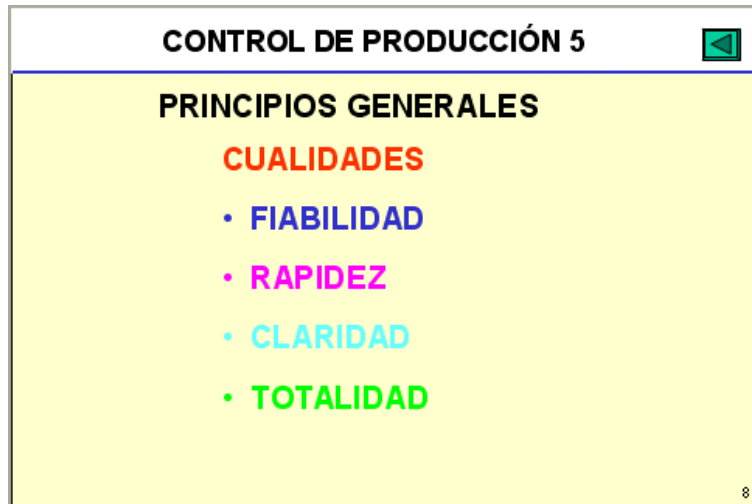 CONTROL DE PRODUCCIÓN 5
PRINCIPIOS GENERALES
CUALIDADES
• FIABILIDAD
• RAPIDEZ
• CLARIDAD
• TOTALIDAD
8